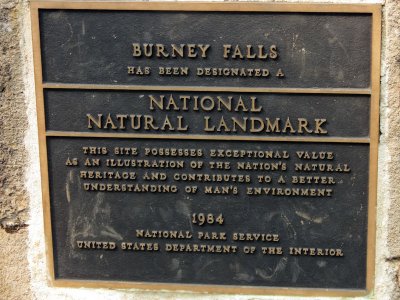 BURNEY FALLS
HAS BEEN DESIGNATED A
NATIONAL
NATURAL LANDMARK
THIS SITE POSSESSES EXCEPTIONAL VALUE
AS AN ILLUSTRATION OF THE NATION'S NATURAL
HERITAGE AND CONTRIBUTES TO A BETTER
UNDERSTANDING OF MAN'S ENVIRONMENT
1984
NATIONAL PARK SERVICE
UNITED STATES DEPARTMENT OF THE INTERIOR